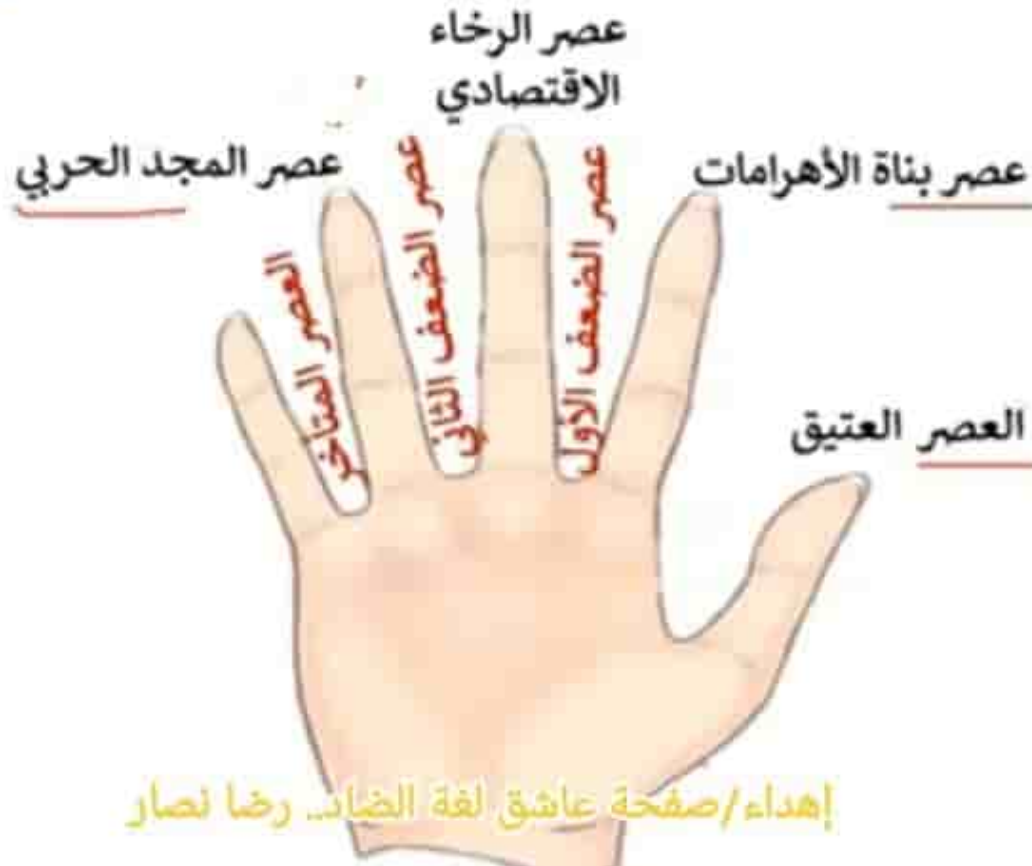 عصر الرخاء
الاقتصادي
عصر بناة الأهرامات
عصر المجد الحربي
العصر العتيق
عصر الضعف الأول
عصر الضعف الثاني
العصر المتاخر
إهداء/صفحة عاشق لغة الضاد.. رضا نصار